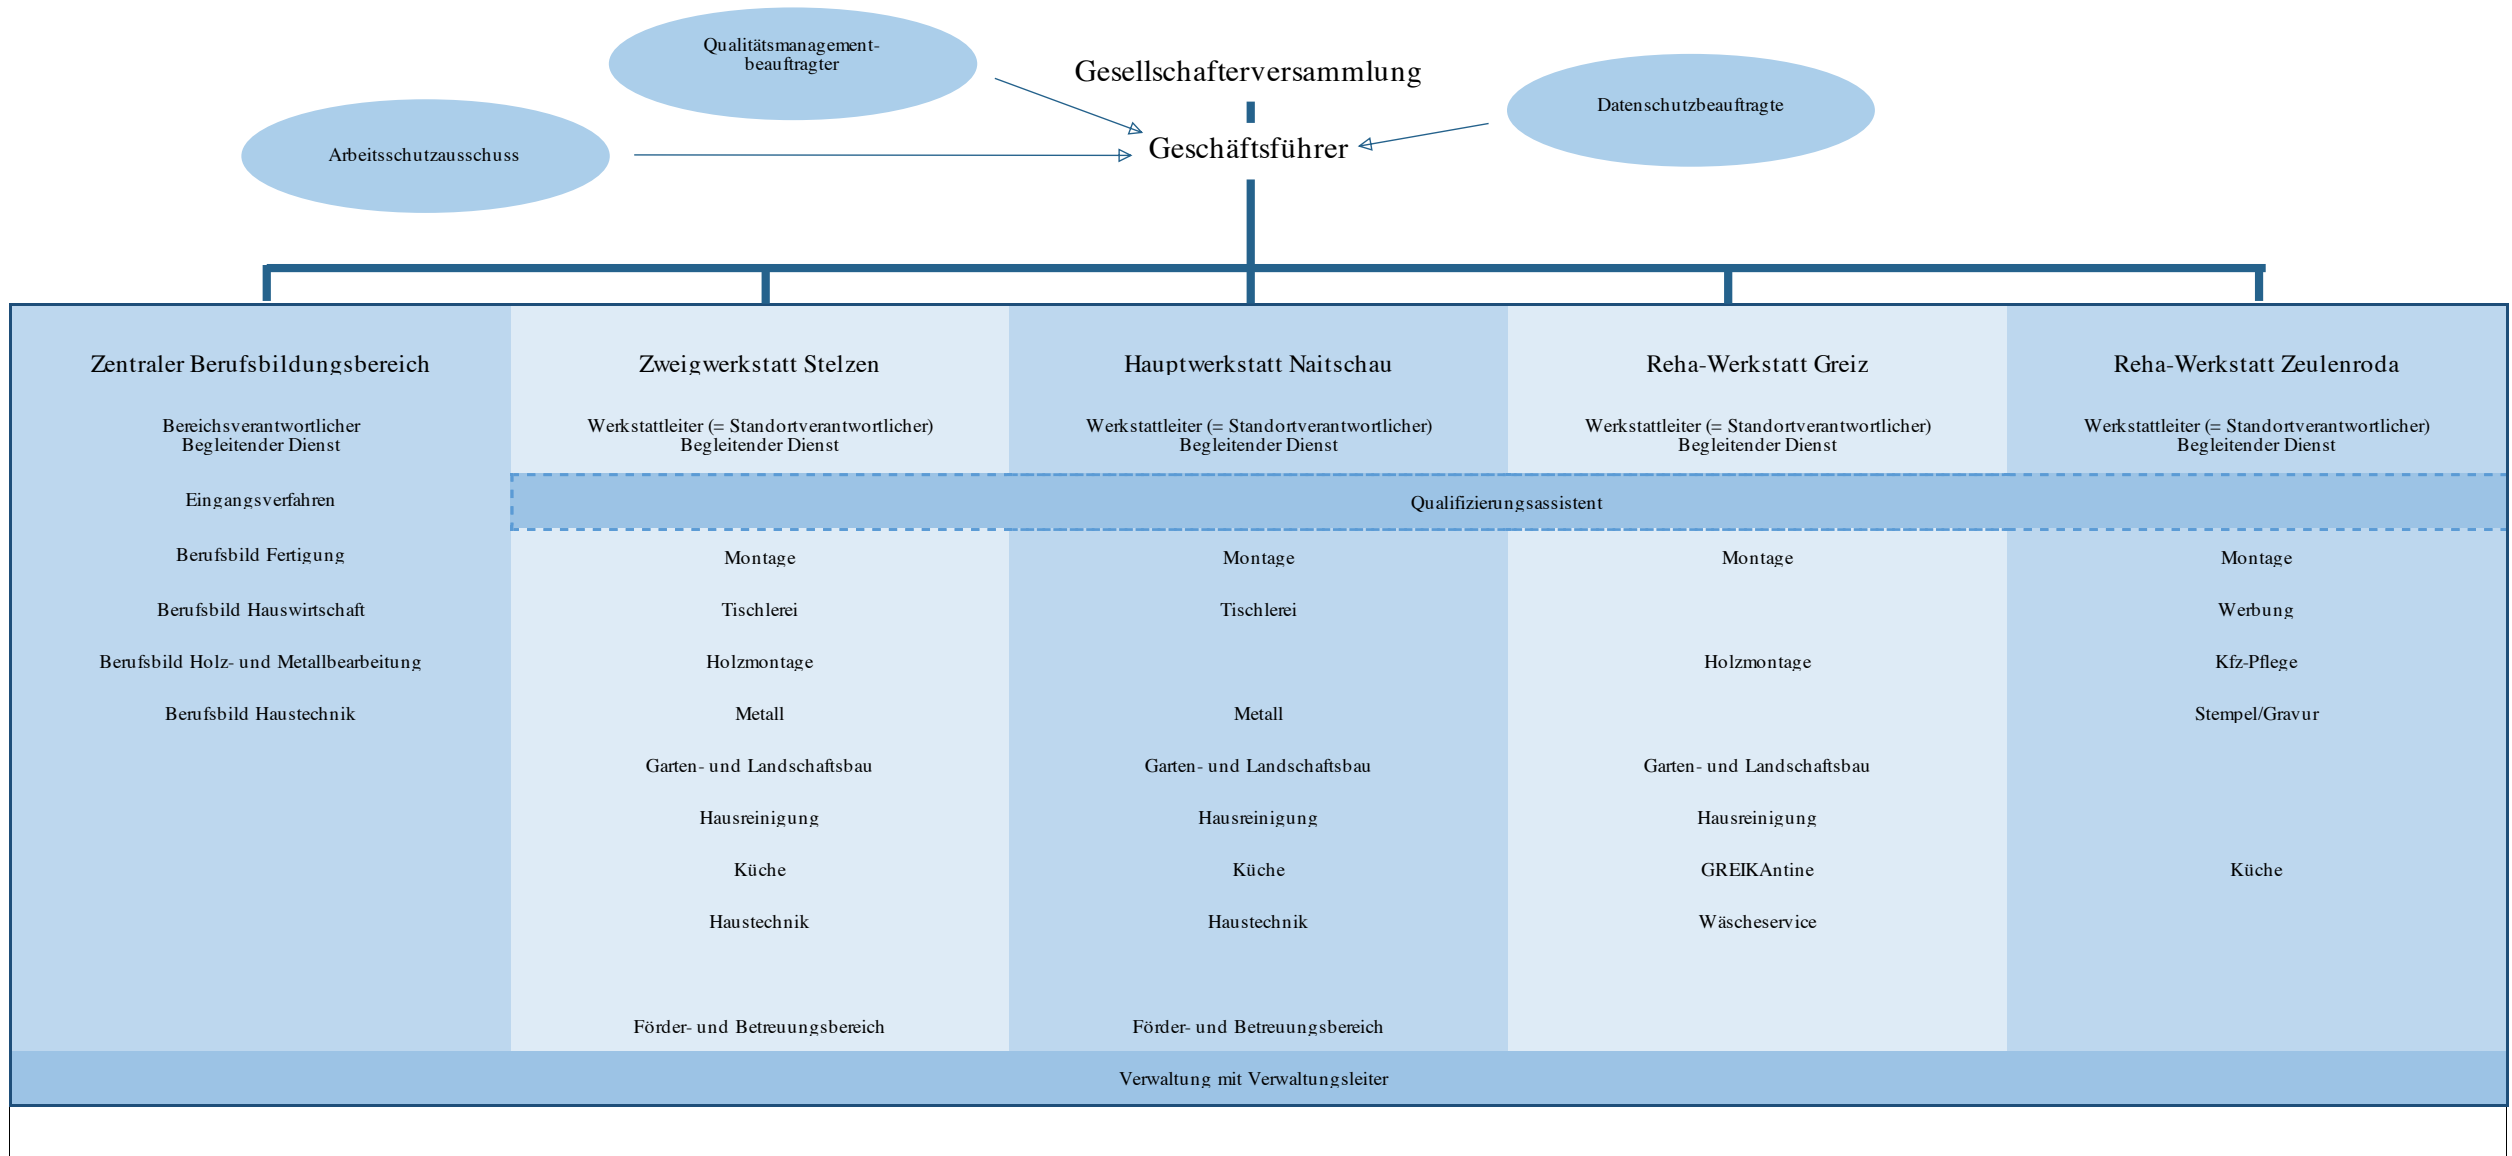 Qualitätsmanagement-
beauftragter
Gesellschafterversammlung
Datenschutzbeauftragte
Arbeitsschutzausschuss
Geschäftsführer
Zentraler Berufsbildungsbereich
Zweigwerkstatt Stelzen
Hauptwerkstatt Naitschau
Reha-Werkstatt Greiz
Reha-Werkstatt Zeulenroda
Bereichsverantwortlicher
Begleitender Dienst
Werkstattleiter (= Standortverantwortlicher)
Begleitender Dienst
Werkstattleiter (= Standortverantwortlicher)
Begleitender Dienst
Werkstattleiter (= Standortverantwortlicher)
Begleitender Dienst
Werkstattleiter (= Standortverantwortlicher)
Begleitender Dienst
Eingangsverfahren
Qualifizierungsassistent
Berufsbild Fertigung
Montage
Montage
Montage
Montage
Berufsbild Hauswirtschaft
Tischlerei
Tischlerei
Werbung
Berufsbild Holz- und Metallbearbeitung
Holzmontage
Holzmontage
Kfz-Pflege
Berufsbild Haustechnik
Metall
Metall
Stempel/Gravur
Garten- und Landschaftsbau
Garten- und Landschaftsbau
Garten- und Landschaftsbau
Hausreinigung
Hausreinigung
Hausreinigung
Küche
Küche
GREIKAntine
Küche
Haustechnik
Haustechnik
Wäscheservice
Förder- und Betreuungsbereich
Förder- und Betreuungsbereich
Verwaltung mit Verwaltungsleiter